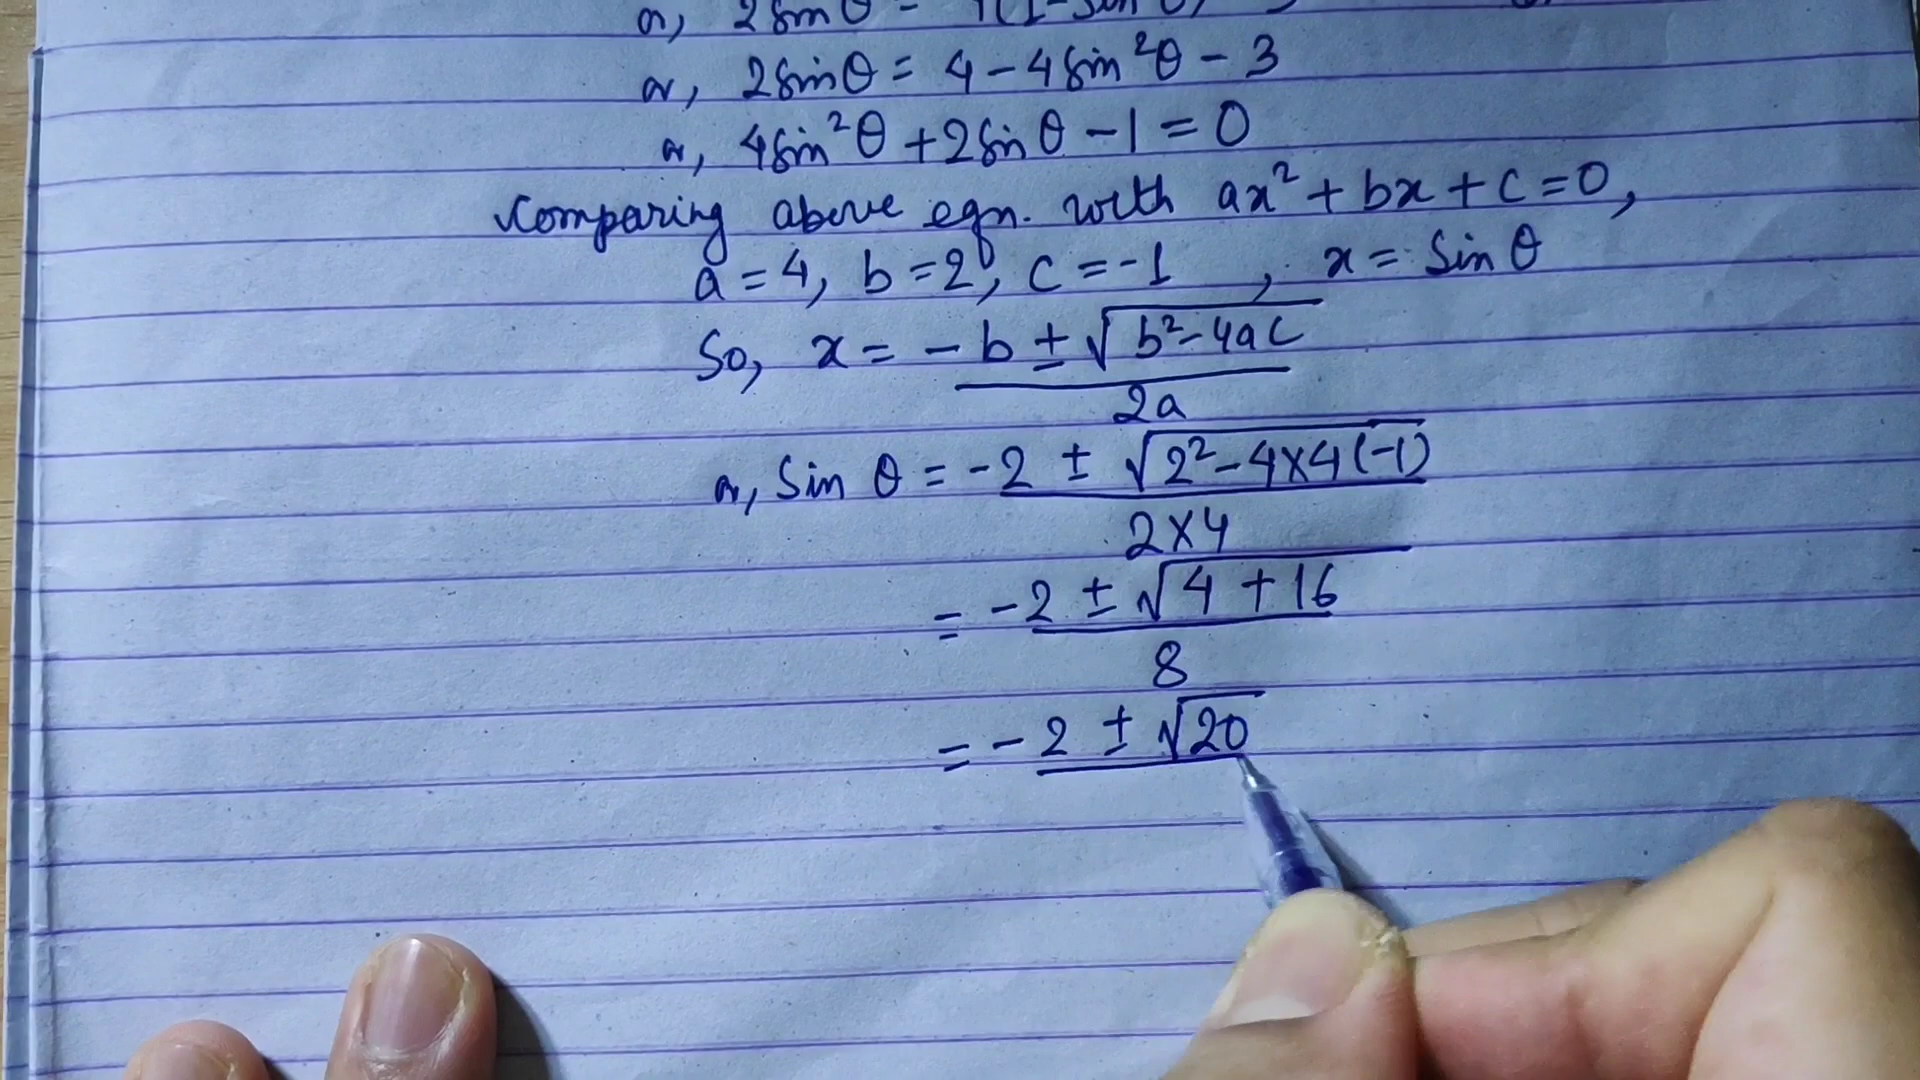 or, 2sinθ = 4 - 4sin²θ - 3
or, 4sin²θ + 2sinθ - 1 = 0
Comparing above eqn. with ax² + bx + c = 0,
a = 4, b = 2, c = -1 , x = Sin θ
So, x = -b ± √b² - 4ac
2a
or, Sin θ = -2 ± √2² - 4×4(-1)
2×4
= -2 ± √4 + 16
8
= -2 ± √20